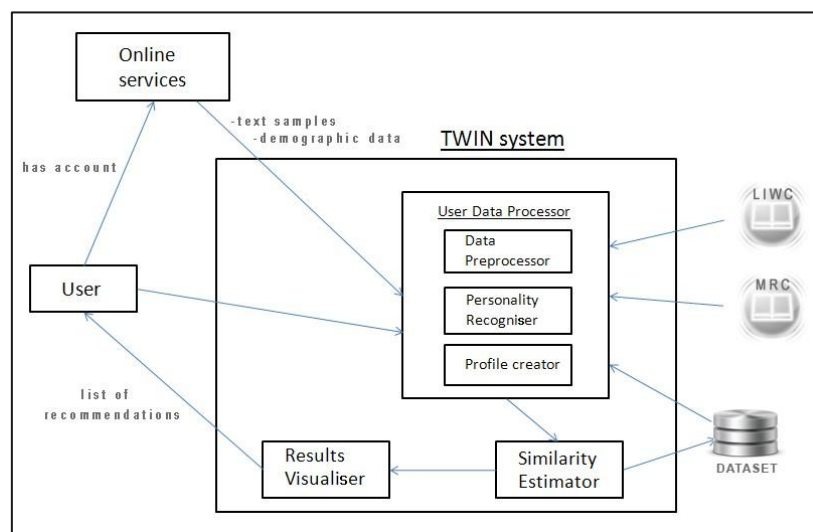 Online
services
-text samples
-demographic data
TWIN system
has account
User Data Processor
LIWC
Data
Preprocessor
User
Personality
Recogniser
MRC
Profile creator
list of
recommendations
Results
Visualiser
Similarity
Estimator
DATASET